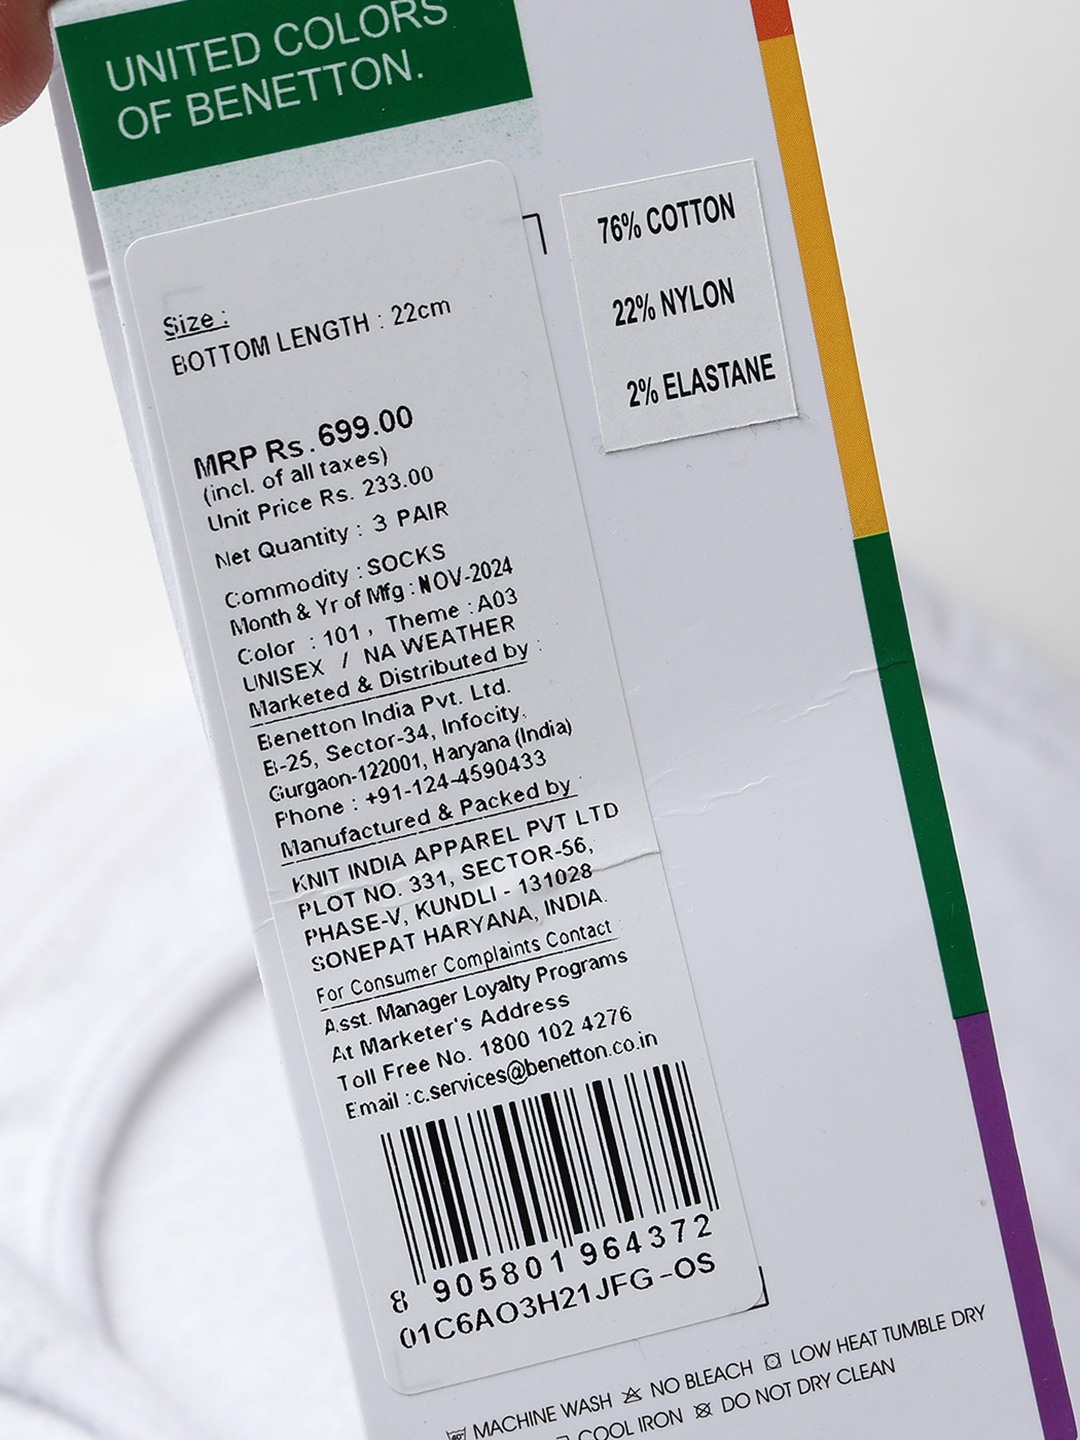 UNITED COLORS
OF BENETTON.
76% COTTON
22% NYLON
2% ELASTANE
Size :
BOTTOM LENGTH : 22cm
MRP Rs. 699.00
(incl. of all taxes)
Unit Price Rs. 233.00
Net Quantity : 3 PAIR
Commodity : SOCKS
Month & Yr of Mfg : NOV-2024
Color : 101 , Theme : A03
UNISEX / NA WEATHER
Marketed & Distributed by :
Benetton India Pvt. Ltd.
B-25, Sector-34, Infocity,
Gurgaon-122001, Haryana (India)
Phone : +91-124-4590433
Manufactured & Packed by :
KNIT INDIA APPAREL PVT LTD
PLOT NO. 331, SECTOR-56,
PHASE-V, KUNDLI - 131028
SONEPAT HARYANA, INDIA.
For Consumer Complaints Contact
Asst. Manager Loyalty Programs
At Marketer's Address
Toll Free No. 1800 102 4276
Email : c.services@benetton.co.in
8 905801 964372
01C6AO3H21JFG-OS
40° MACHINE WASH NO BLEACH LOW HEAT TUMBLE DRY
COOL IRON DO NOT DRY CLEAN